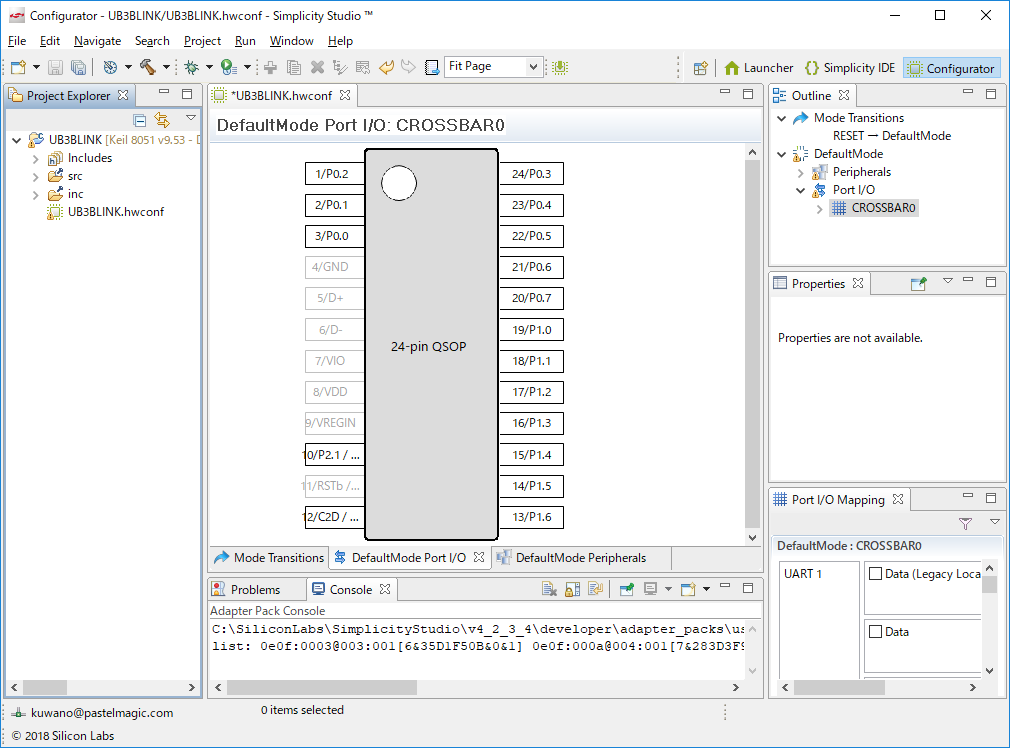 Configurator - UB3BLINK/UB3BLINK.hwconf - Simplicity Studio ™
File Edit Navigate Search Project Run Window Help
Fit Page
Launcher
Simplicity IDE
Configurator
Project Explorer
UB3BLINK [Keil 8051 v9.53 - D
Includes
src
inc
UB3BLINK.hwconf
*UB3BLINK.hwconf
DefaultMode Port I/O: CROSSBAR0
1/P0.2
2/P0.1
3/P0.0
4/GND
5/D+
6/D-
7/VIO
8/VDD
9/VREGIN
10/P2.1 / ...
11/RSTb /...
12/C2D / ...
24-pin QSOP
24/P0.3
23/P0.4
22/P0.5
21/P0.6
20/P0.7
19/P1.0
18/P1.1
17/P1.2
16/P1.3
15/P1.4
14/P1.5
13/P1.6
Mode Transitions
DefaultMode Port I/O
DefaultMode Peripherals
Problems
Console
Adapter Pack Console
C:\SiliconLabs\SimplicityStudio\v4_2_3_4\developer\adapter_packs\us
list: 0e0f:0003@003:001[6&35D1F50B&0&1] 0e0f:000a@004:001[7&283D3F9
Outline
Mode Transitions
RESET → DefaultMode
DefaultMode
Peripherals
Port I/O
CROSSBAR0
Properties
Properties are not available.
Port I/O Mapping
DefaultMode : CROSSBAR0
UART 1
Data (Legacy Loca
Data
kuwano@pastelmagic.com
0 items selected
© 2018 Silicon Labs